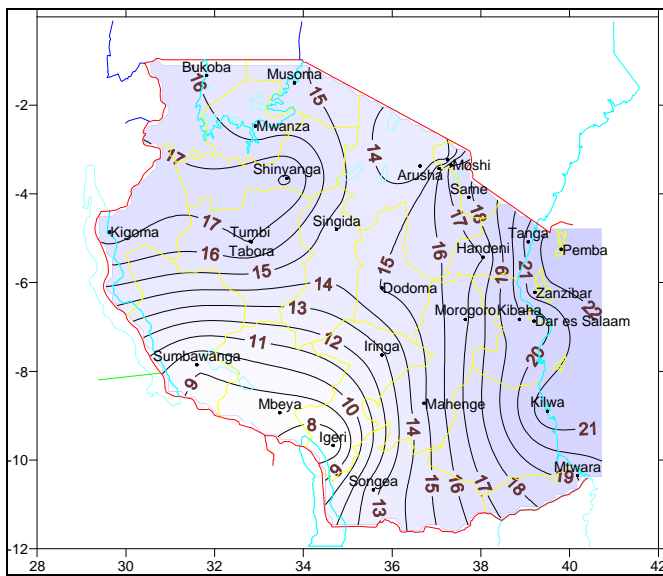 Bukoba
16
Musoma
15
-2
Mwanza
17
14
Moshi
Shinyanga
Arusha
-4
Same
18
17
Kigoma
17
Tumbi
Singida
16
Handeni
Tanga
Pemba
16
Tabora
15
15
19
21
14
Dodoma
Zanzibar
22
-6
13
Morogoro
Kibaha
Dar es Salaam
11
12
Iringa
20
Sumbawanga
-8
9
Mbeya
10
Mahenge
Kilwa
8
Igeri
14
21
9
-10
Songea
13
15
16
17
18
19
Mtwara
-12
28
30
32
34
36
38
40
42